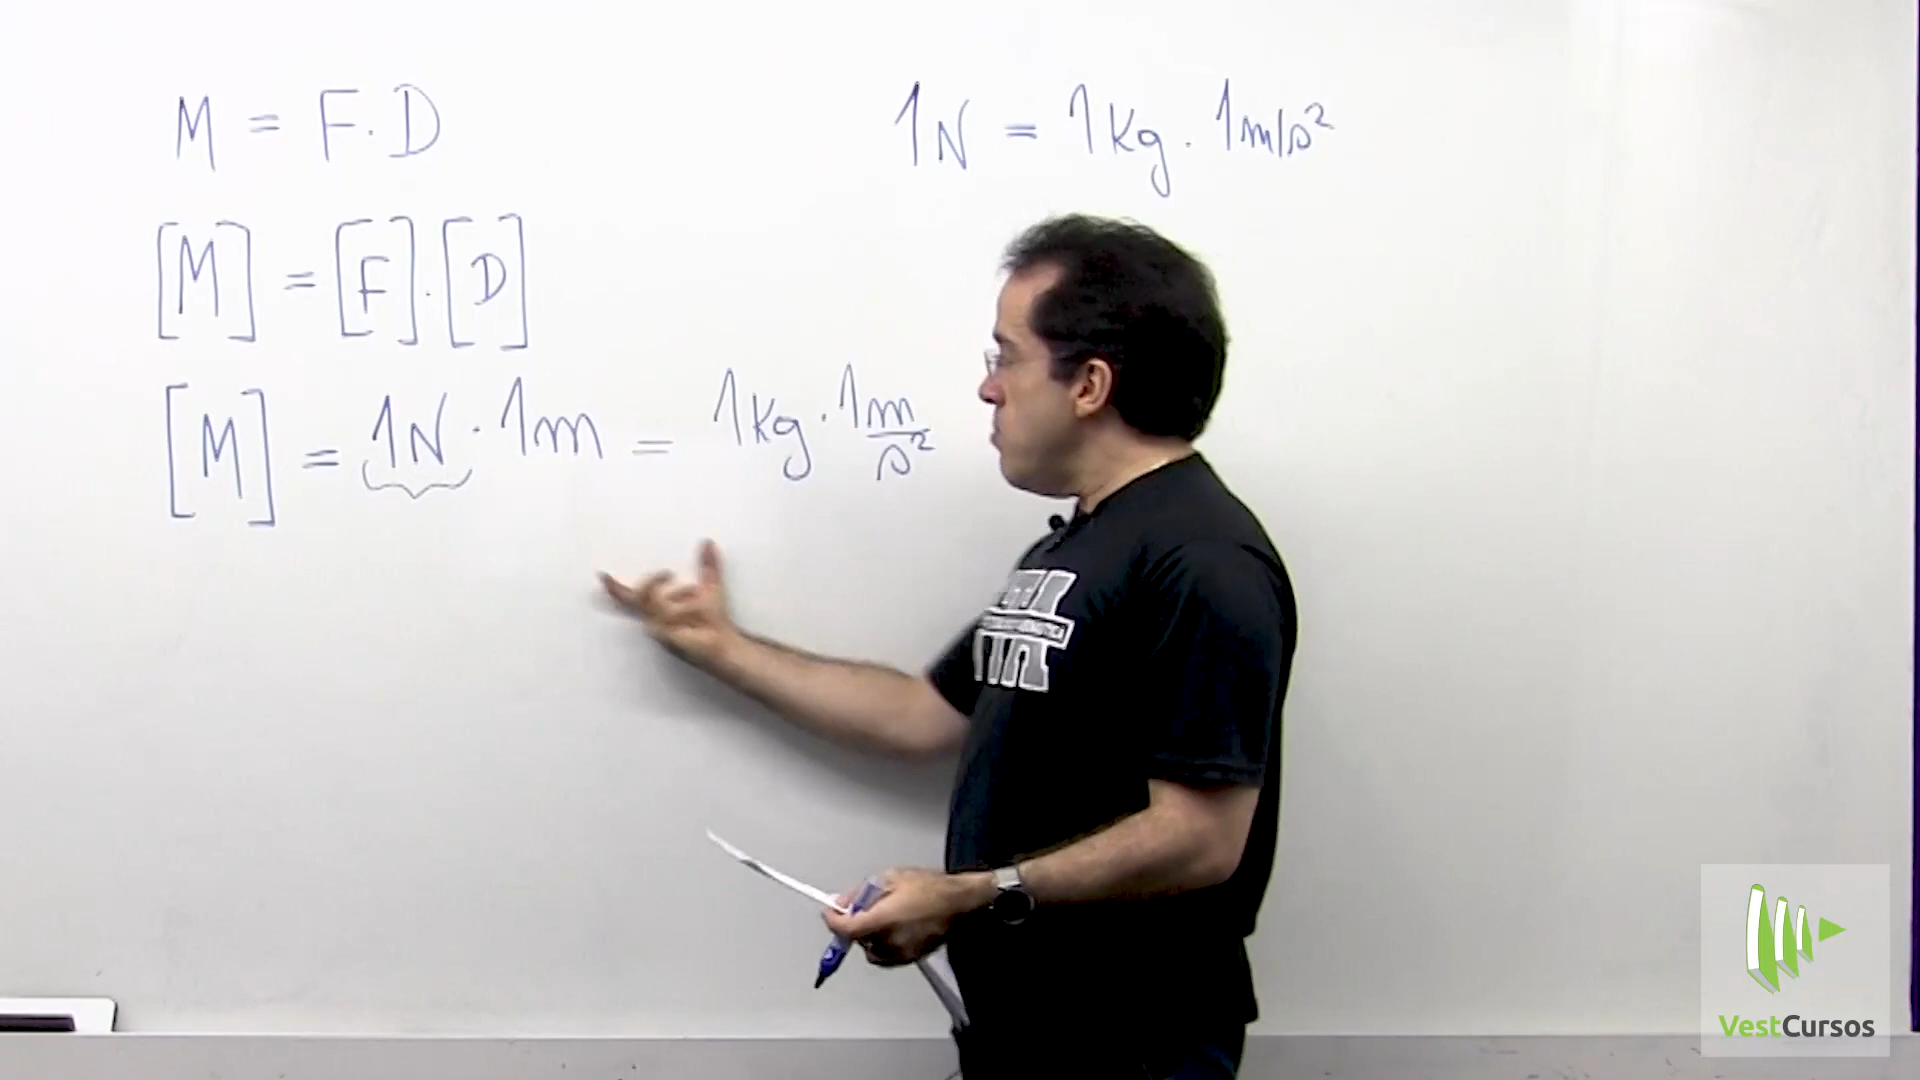 M = F . D
1N = 1Kg . 1m/s²
[M] = [F] . [D]
[M] = 1N . 1m = 1Kg . 1m/s²
VestCursos